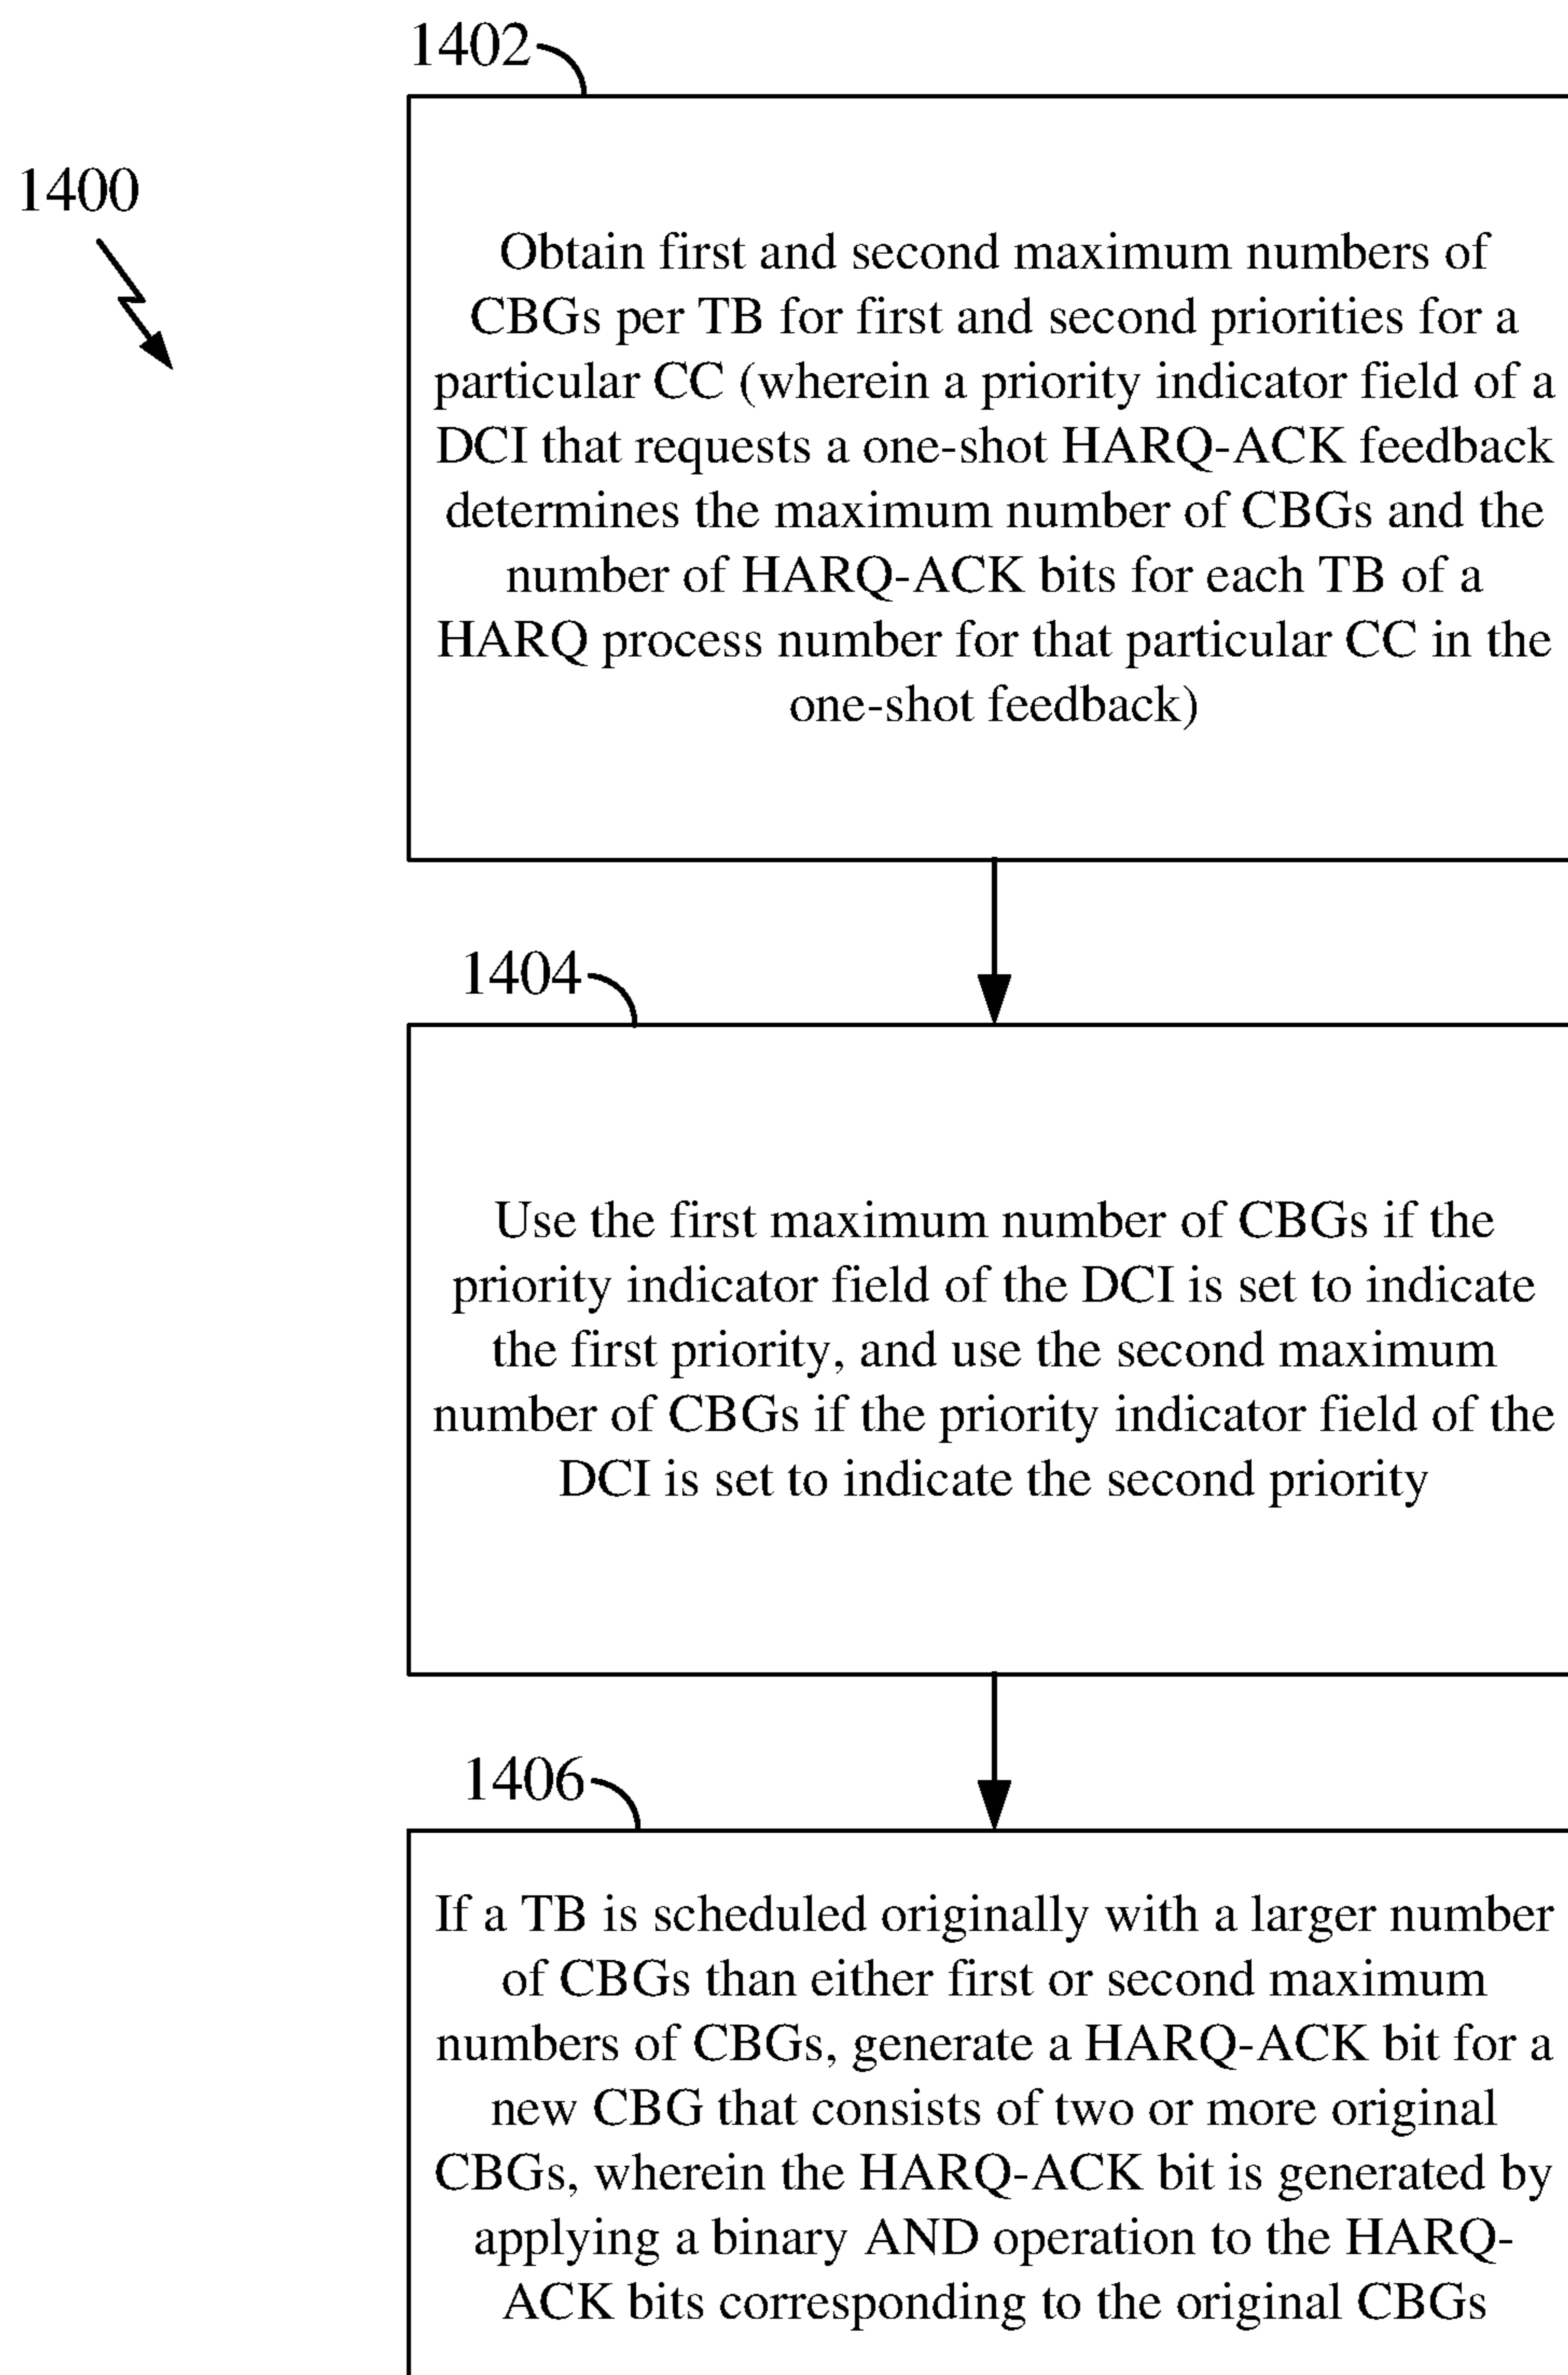 1402
1400
Obtain first and second maximum numbers of
CBGs per TB for first and second priorities for a
particular CC (wherein a priority indicator field of a
DCI that requests a one-shot HARQ-ACK feedback
determines the maximum number of CBGs and the
number of HARQ-ACK bits for each TB of a
HARQ process number for that particular CC in the
one-shot feedback)
1404
Use the first maximum number of CBGs if the
priority indicator field of the DCI is set to indicate
the first priority, and use the second maximum
number of CBGs if the priority indicator field of the
DCI is set to indicate the second priority
1406
If a TB is scheduled originally with a larger number
of CBGs than either first or second maximum
numbers of CBGs, generate a HARQ-ACK bit for a
new CBG that consists of two or more original
CBGs, wherein the HARQ-ACK bit is generated by
applying a binary AND operation to the HARQ-
ACK bits corresponding to the original CBGs